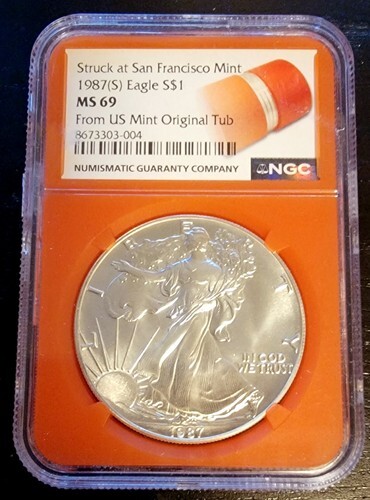 Struck at San Francisco Mint
1987(S) Eagle S$1
MS 69
From US Mint Original Tub
8673303-004
NUMISMATIC GUARANTY COMPANY
NGC
LIBERTY
IN GOD
WE TRUST
1987